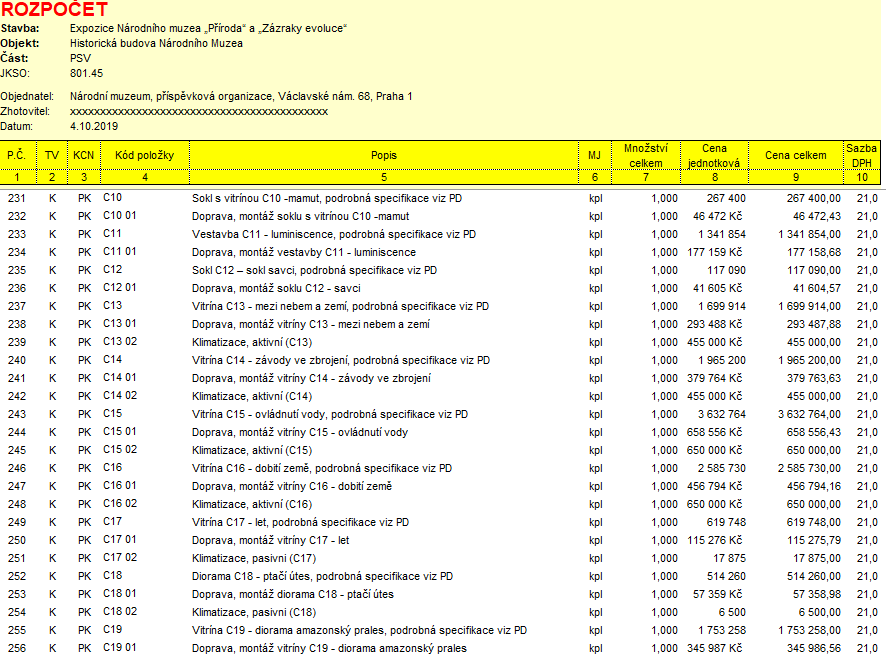 ROZPOČET
Stavba: Expozice Národního muzea „Příroda“ a „Zázraky evoluce“
Objekt: Historická budova Národního Muzea
Část: PSV
JKSO: 801.45
Objednatel: Národní muzeum, příspěvková organizace, Václavské nám. 68, Praha 1
Zhotovitel: xxxxxxxxxxxxxxxxxxxxxxxxxxxxxxxxxxxxxxxxxxx
Datum: 4.10.2019
P.Č. TV KCN Kód položky Popis MJ Množství celkem Cena jednotková Cena celkem Sazba DPH
1 2 3 4 5 6 7 8 9 10
231 K PK C10 Sokl s vitrínou C10 -mamut, podrobná specifikace viz PD kpl 1,000 267 400 267 400,00 21,0
232 K PK C10 01 Doprava, montáž soklu s vitrínou C10 -mamut kpl 1,000 46 472 Kč 46 472,43 21,0
233 K PK C11 Vestavba C11 - luminiscence, podrobná specifikace viz PD kpl 1,000 1 341 854 1 341 854,00 21,0
234 K PK C11 01 Doprava, montáž vestavby C11 - luminiscence kpl 1,000 177 159 Kč 177 158,68 21,0
235 K PK C12 Sokl C12 – sokl savci, podrobná specifikace viz PD kpl 1,000 117 090 117 090,00 21,0
236 K PK C12 01 Doprava, montáž soklu C12 - savci kpl 1,000 41 605 Kč 41 604,57 21,0
237 K PK C13 Vitrína C13 - mezi nebem a zemí, podrobná specifikace viz PD kpl 1,000 1 699 914 1 699 914,00 21,0
238 K PK C13 01 Doprava, montáž vitríny C13 - mezi nebem a zemí kpl 1,000 293 488 Kč 293 487,88 21,0
239 K PK C13 02 Klimatizace, aktivní (C13) kpl 1,000 455 000 Kč 455 000,00 21,0
240 K PK C14 Vitrína C14 - závody ve zbrojení, podrobná specifikace viz PD kpl 1,000 1 965 200 1 965 200,00 21,0
241 K PK C14 01 Doprava, montáž vitríny C14 - závody ve zbrojení kpl 1,000 379 764 Kč 379 763,63 21,0
242 K PK C14 02 Klimatizace, aktivní (C14) kpl 1,000 455 000 Kč 455 000,00 21,0
243 K PK C15 Vitrína C15 - ovládnutí vody, podrobná specifikace viz PD kpl 1,000 3 632 764 3 632 764,00 21,0
244 K PK C15 01 Doprava, montáž vitríny C15 - ovládnutí vody kpl 1,000 658 556 Kč 658 556,43 21,0
245 K PK C15 02 Klimatizace, aktivní (C15) kpl 1,000 650 000 Kč 650 000,00 21,0
246 K PK C16 Vitrína C16 - dobití země, podrobná specifikace viz PD kpl 1,000 2 585 730 2 585 730,00 21,0
247 K PK C16 01 Doprava, montáž vitríny C16 - dobití země kpl 1,000 456 794 Kč 456 794,16 21,0
248 K PK C16 02 Klimatizace, aktivní (C16) kpl 1,000 650 000 Kč 650 000,00 21,0
249 K PK C17 Vitrína C17 - let, podrobná specifikace viz PD kpl 1,000 619 748 619 748,00 21,0
250 K PK C17 01 Doprava, montáž vitríny C17 - let kpl 1,000 115 276 Kč 115 275,79 21,0
251 K PK C17 02 Klimatizace, pasivni (C17) kpl 1,000 17 875 17 875,00 21,0
252 K PK C18 Diorama C18 - ptačí útes, podrobná specifikace viz PD kpl 1,000 514 260 514 260,00 21,0
253 K PK C18 01 Doprava, montáž diorama C18 - ptačí útes kpl 1,000 57 359 Kč 57 358,98 21,0
254 K PK C18 02 Klimatizace, pasivni (C18) kpl 1,000 6 500 6 500,00 21,0
255 K PK C19 Vitrína C19 - diorama amazonský prales, podrobná specifikace viz PD kpl 1,000 1 753 258 1 753 258,00 21,0
256 K PK C19 01 Doprava, montáž vitríny C19 - diorama amazonský prales kpl 1,000 345 987 Kč 345 986,56 21,0